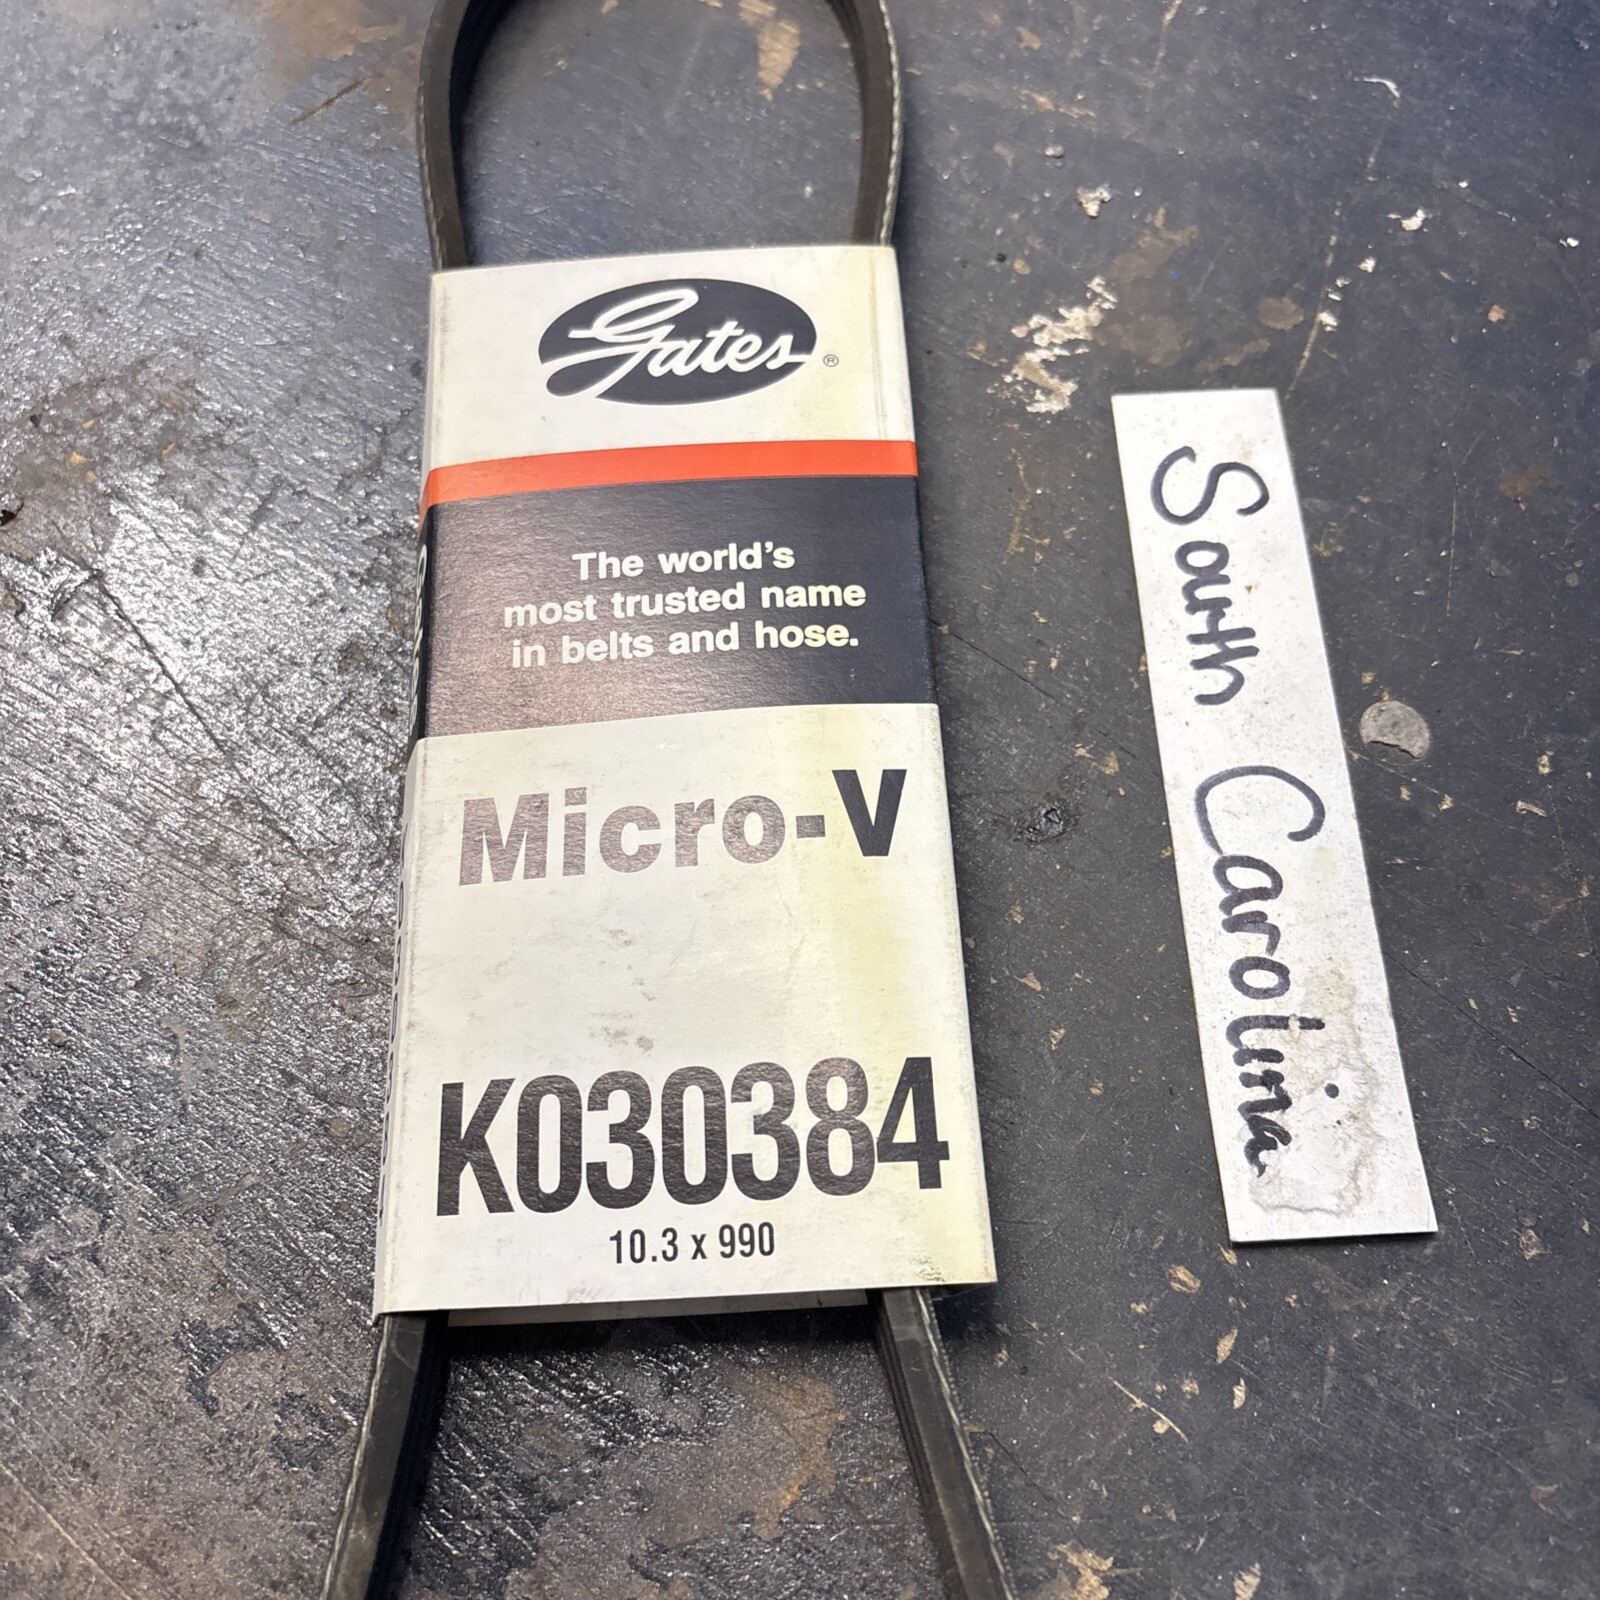 Gates®
The world's
most trusted name
in belts and hose.
Micro-V
K030384
10.3 x 990
South Carolina